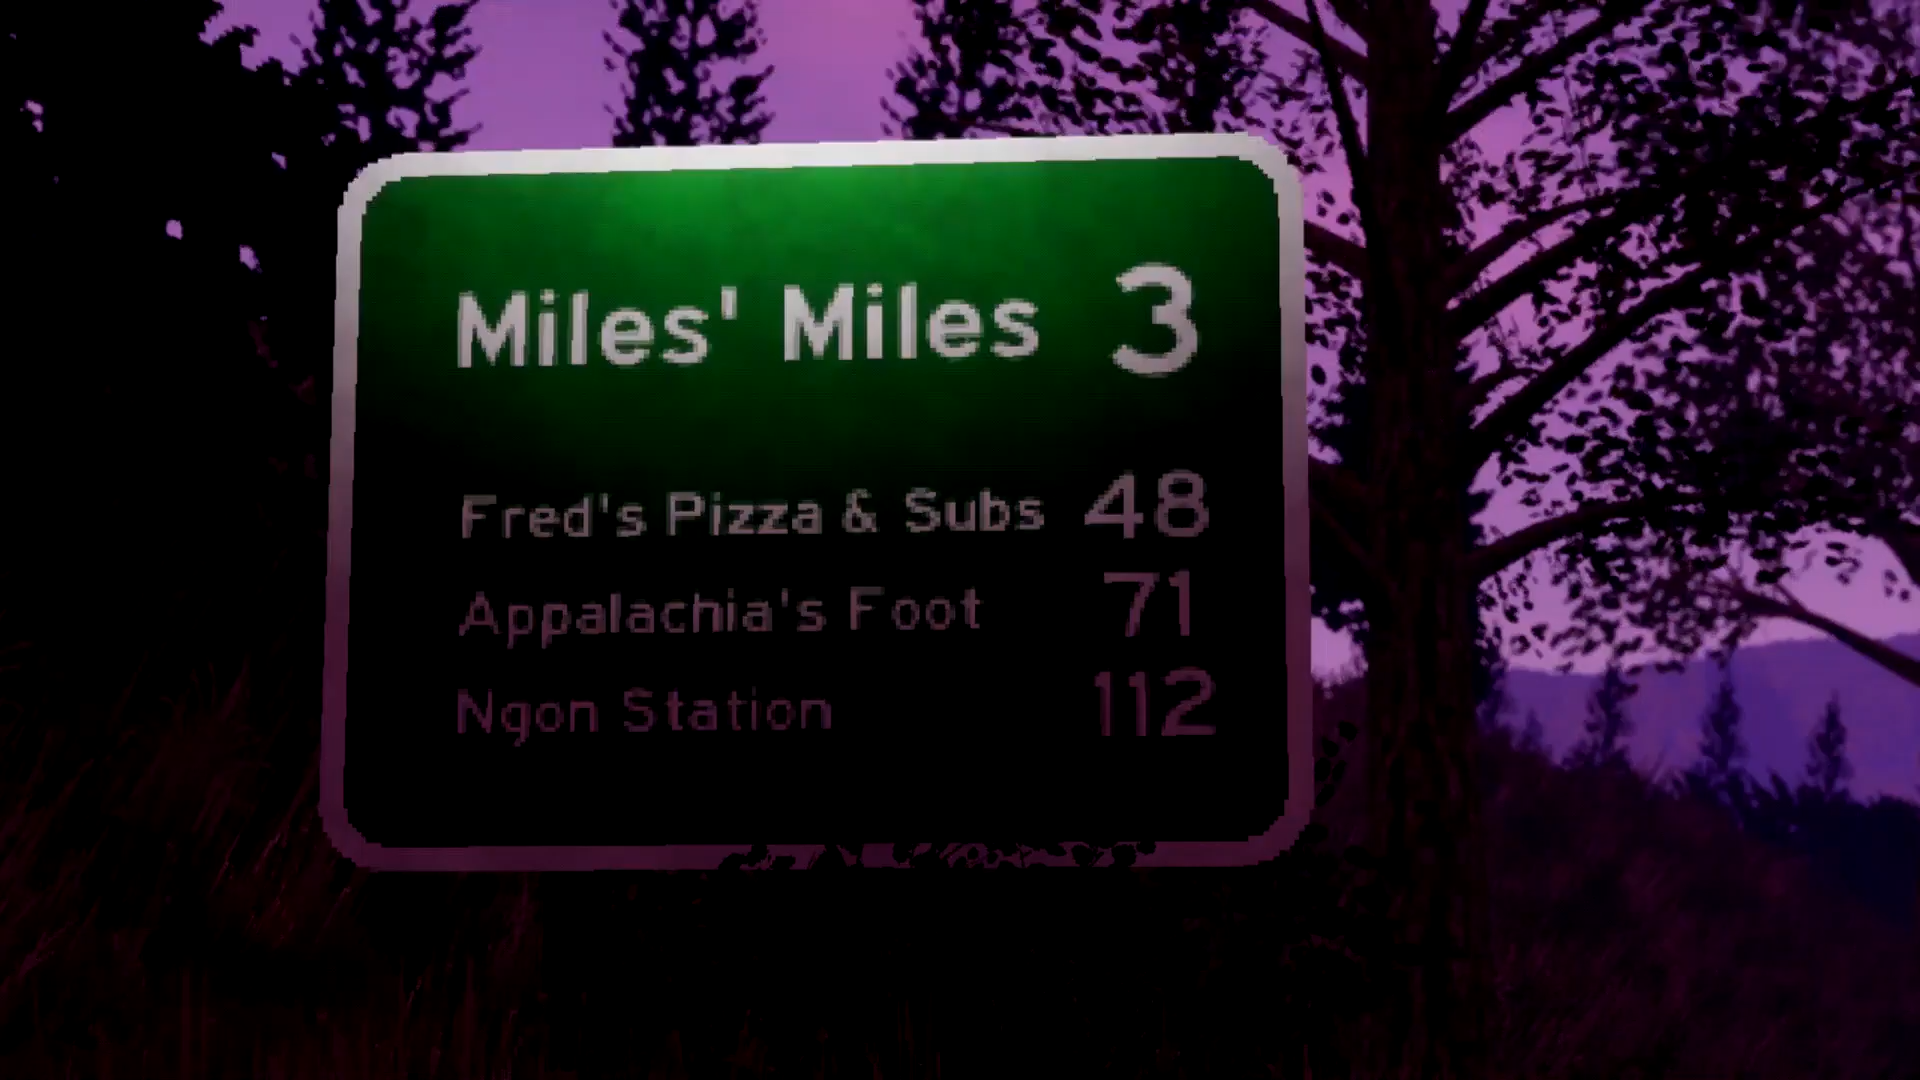 Miles' Miles 3
Fred's Pizza & Subs 48
Appalachia's Foot 71
Ngon Station 112